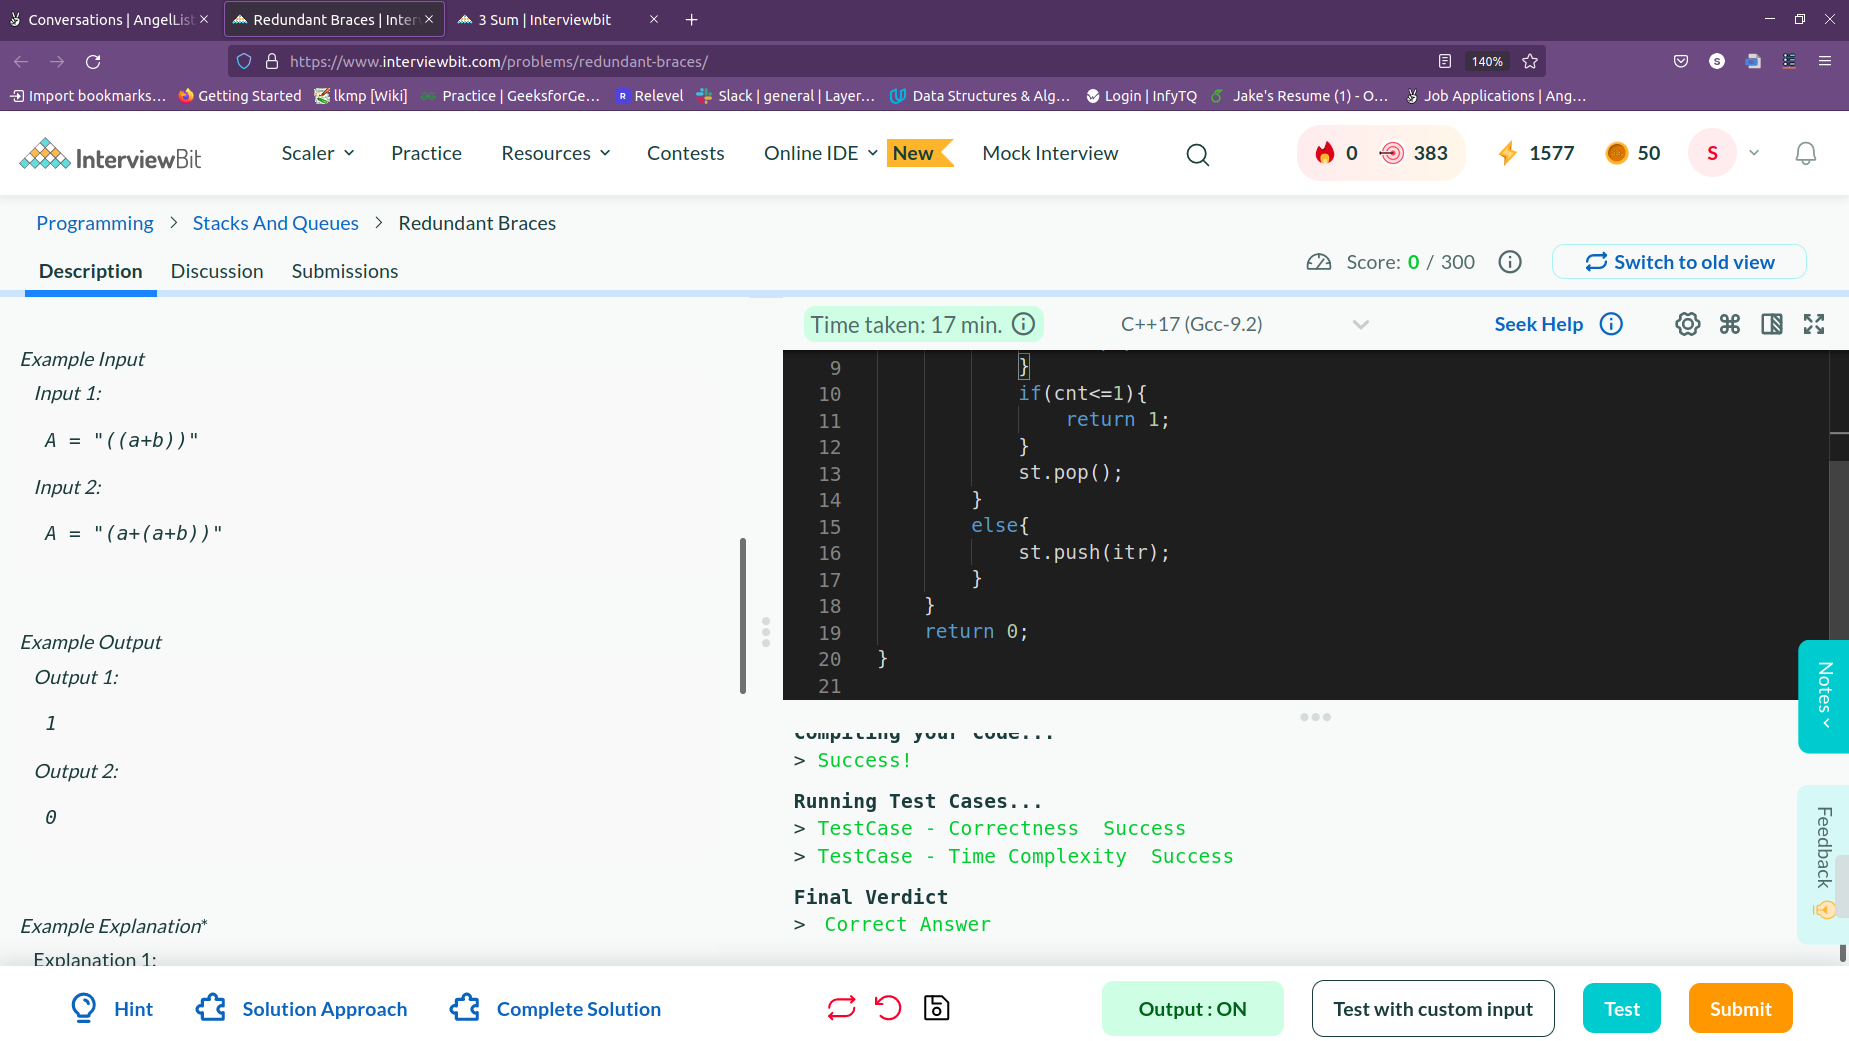 Conversations | AngelList
Redundant Braces | Inter
3 Sum | Interviewbit
https://www.interviewbit.com/problems/redundant-braces/
140%
S
Import bookmarks...
Getting Started
lkmp [Wiki]
Practice | GeeksforGe...
R Relevel
Slack | general | Layer...
Data Structures & Alg...
Login | InfyTQ
Jake's Resume (1) - O...
Job Applications | Ang...
InterviewBit
Scaler
Practice
Resources
Contests
Online IDE
New
Mock Interview
0
383
1577
50
S
Programming > Stacks And Queues > Redundant Braces
Description
Discussion
Submissions
Score: 0 / 300
Switch to old view
Example Input
Input 1:
A = "((a+b))"
Input 2:
A = "(a+(a+b))"
Example Output
Output 1:
1
Output 2:
0
Example Explanation*
Explanation 1:
Time taken: 17 min.
C++17 (Gcc-9.2)
Seek Help
9 }
10 if(cnt<=1){
11 return 1;
12 }
13 st.pop();
14 }
15 else{
16 st.push(itr);
17 }
18 }
19 return 0;
20 }
21
Compiling your code...
> Success!
Running Test Cases...
> TestCase - Correctness Success
> TestCase - Time Complexity Success
Final Verdict
> Correct Answer
Notes
Feedback
Hint
Solution Approach
Complete Solution
Output : ON
Test with custom input
Test
Submit